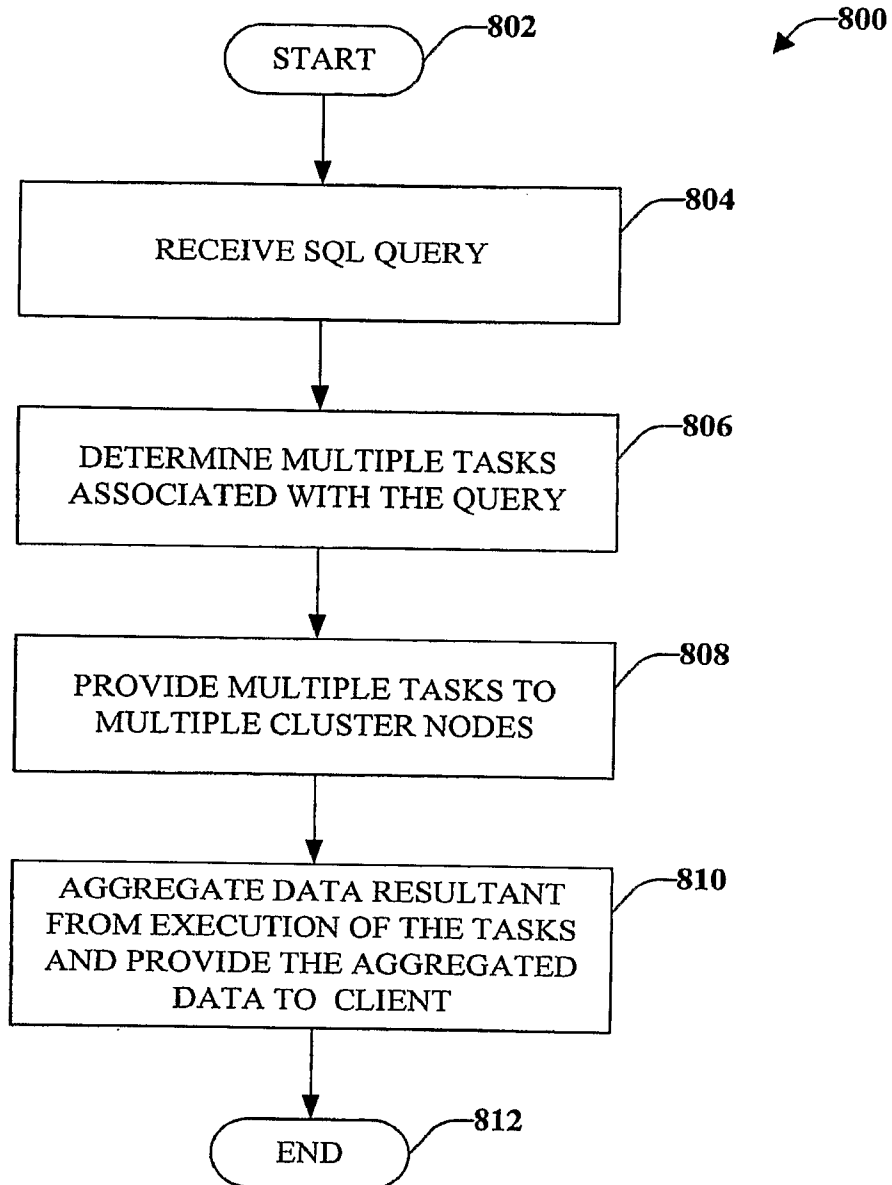 800
802
START
804
RECEIVE SQL QUERY
806
DETERMINE MULTIPLE TASKS
ASSOCIATED WITH THE QUERY
808
PROVIDE MULTIPLE TASKS TO
MULTIPLE CLUSTER NODES
810
AGGREGATE DATA RESULTANT
FROM EXECUTION OF THE TASKS
AND PROVIDE THE AGGREGATED
DATA TO CLIENT
812
END